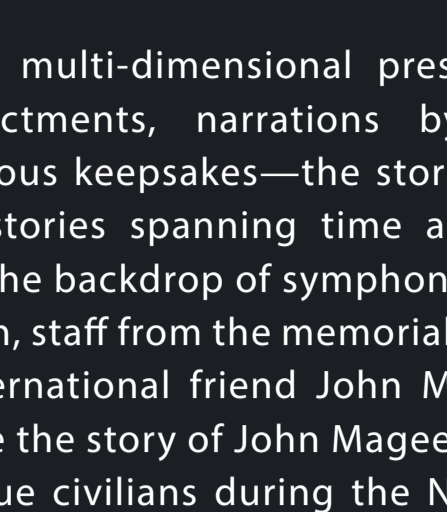 multi-dimensional pres
ctments, narrations by
ous keepsakes—the stor
stories spanning time a
he backdrop of symphon
n, staff from the memorial
ernational friend John M
e the story of John Magee
ue civilians during the N